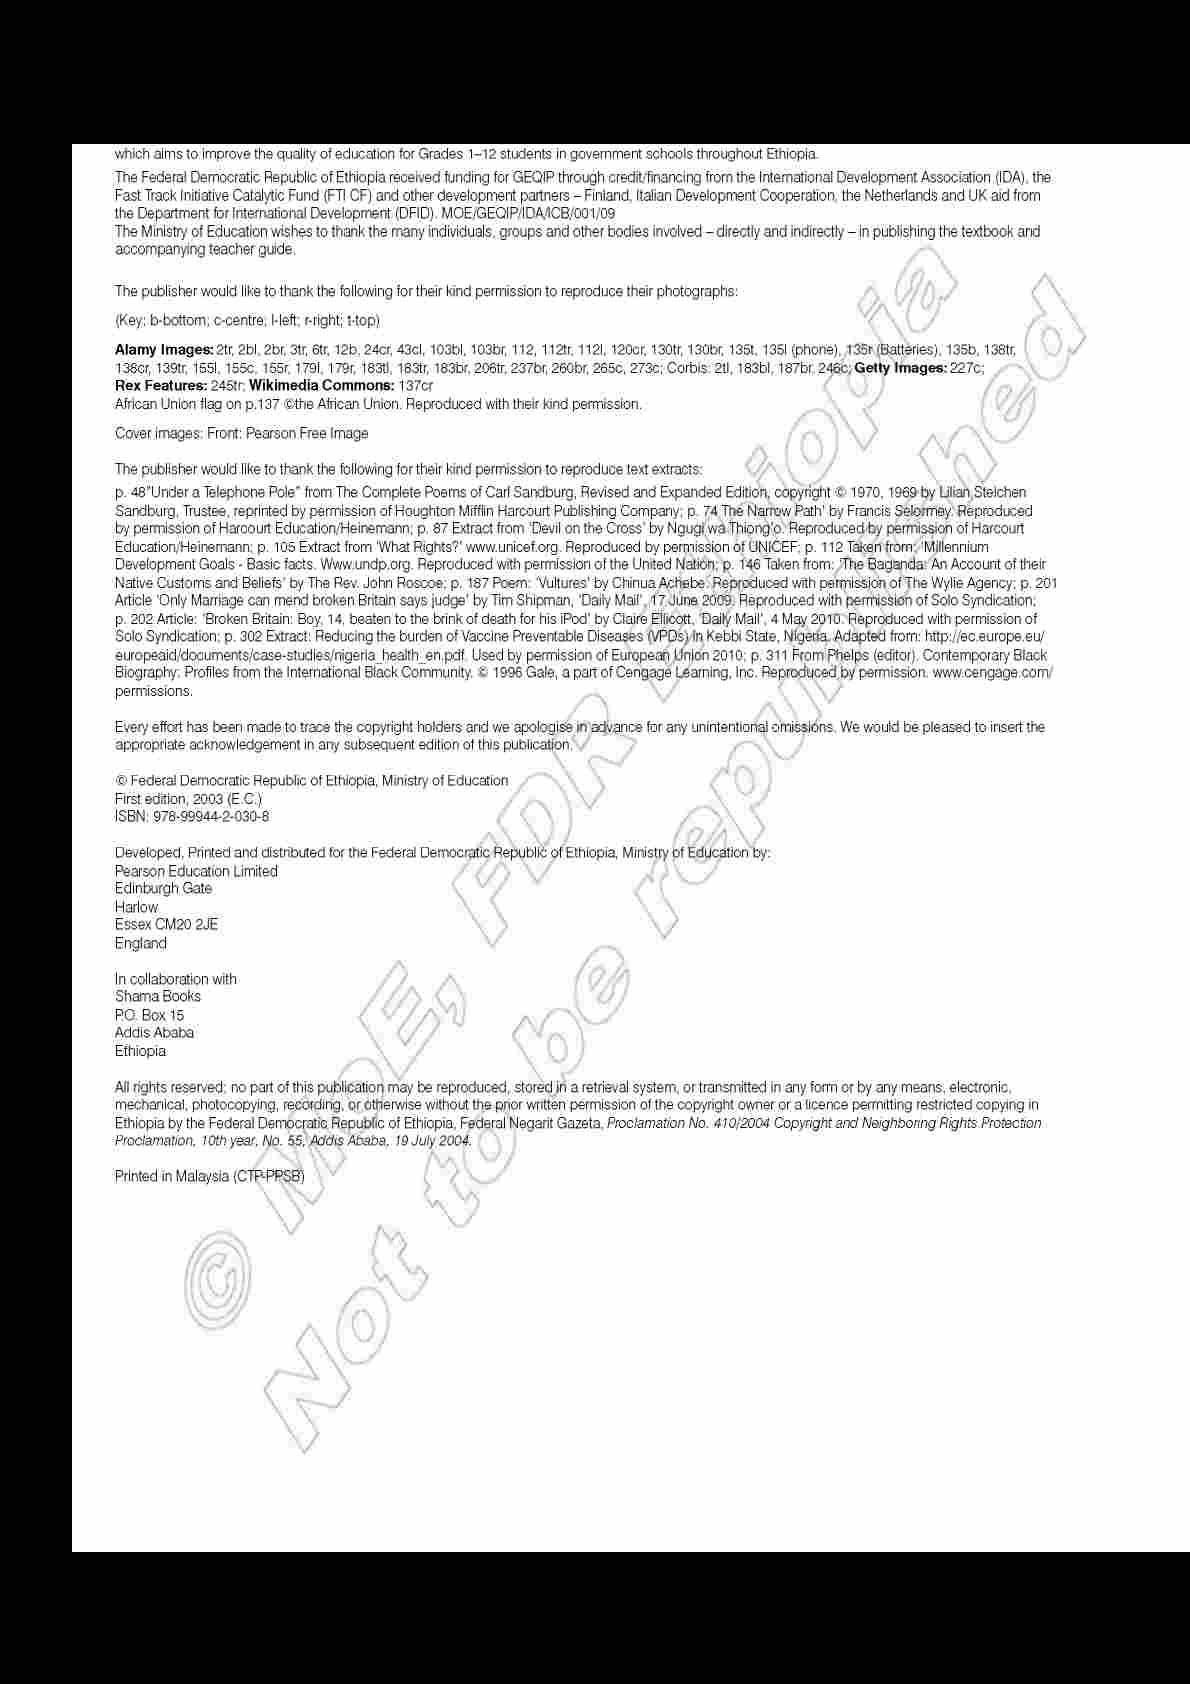 which aims to improve the quality of education for Grades 1–12 students in government schools throughout Ethiopia.
The Federal Democratic Republic of Ethiopia received funding for GEQIP through credit/financing from the International Development Association (IDA), the
Fast Track Initiative Catalytic Fund (FTI CF) and other development partners – Finland, Italian Development Cooperation, the Netherlands and UK aid from
the Department for International Development (DFID). MOE/GEQIP/IDA/ICB/001/09
The Ministry of Education wishes to thank the many individuals, groups and other bodies involved – directly and indirectly – in publishing the textbook and
accompanying teacher guide.
The publisher would like to thank the following for their kind permission to reproduce their photographs:
(Key: b-bottom; c-centre; l-left; r-right; t-top)
Alamy Images: 2tr, 2bl, 2br, 3tr, 6tr, 12b, 24cr, 43cl, 103bl, 103br, 112, 112tr, 112l, 120cr, 130tr, 130br, 135t, 135l (phone), 135r (Batteries), 135b, 138tr,
138cr, 139tr, 155l, 155c, 155r, 179l, 179r, 183tl, 183tr, 183br, 206tr, 237br, 260br, 265c, 273c; Corbis: 2tl, 183bl, 187br, 246c; Getty Images: 227c;
Rex Features: 245tr; Wikimedia Commons: 137cr
African Union flag on p.137 ©the African Union. Reproduced with their kind permission.
Cover images: Front: Pearson Free Image
The publisher would like to thank the following for their kind permission to reproduce text extracts:
p. 48"Under a Telephone Pole" from The Complete Poems of Carl Sandburg, Revised and Expanded Edition, copyright © 1970, 1969 by Lilian Steichen
Sandburg, Trustee, reprinted by permission of Houghton Mifflin Harcourt Publishing Company; p. 74 The Narrow Path' by Francis Selormey. Reproduced
by permission of Harcourt Education/Heinemann; p. 87 Extract from 'Devil on the Cross' by Ngugi wa Thiong'o. Reproduced by permission of Harcourt
Education/Heinemann; p. 105 Extract from 'What Rights?' www.unicef.org. Reproduced by permission of UNICEF; p. 112 Taken from: 'Millennium
Development Goals - Basic facts. Www.undp.org. Reproduced with permission of the United Nation; p. 146 Taken from: 'The Baganda: An Account of their
Native Customs and Beliefs' by The Rev. John Roscoe; p. 187 Poem: 'Vultures' by Chinua Achebe. Reproduced with permission of The Wylie Agency; p. 201
Article 'Only Marriage can mend broken Britain says judge' by Tim Shipman, 'Daily Mail', 17 June 2009. Reproduced with permission of Solo Syndication;
p. 202 Article: 'Broken Britain: Boy, 14, beaten to the brink of death for his iPod' by Claire Ellicott, 'Daily Mail', 4 May 2010. Reproduced with permission of
Solo Syndication; p. 302 Extract: Reducing the burden of Vaccine Preventable Diseases (VPDs) in Kebbi State, Nigeria. Adapted from: http://ec.europe.eu/
europeaid/documents/case-studies/nigeria_health_en.pdf. Used by permission of European Union 2010; p. 311 From Phelps (editor). Contemporary Black
Biography: Profiles from the International Black Community. © 1996 Gale, a part of Cengage Learning, Inc. Reproduced by permission. www.cengage.com/
permissions.
Every effort has been made to trace the copyright holders and we apologise in advance for any unintentional omissions. We would be pleased to insert the
appropriate acknowledgement in any subsequent edition of this publication.
© Federal Democratic Republic of Ethiopia, Ministry of Education
First edition, 2003 (E.C.)
ISBN: 978-99944-2-030-8
Developed, Printed and distributed for the Federal Democratic Republic of Ethiopia, Ministry of Education by:
Pearson Education Limited
Edinburgh Gate
Harlow
Essex CM20 2JE
England
In collaboration with
Shama Books
P.O. Box 15
Addis Ababa
Ethiopia
All rights reserved; no part of this publication may be reproduced, stored in a retrieval system, or transmitted in any form or by any means, electronic,
mechanical, photocopying, recording, or otherwise without the prior written permission of the copyright owner or a licence permitting restricted copying in
Ethiopia by the Federal Democratic Republic of Ethiopia, Federal Negarit Gazeta, Proclamation No. 410/2004 Copyright and Neighboring Rights Protection
Proclamation, 10th year, No. 55, Addis Ababa, 19 July 2004.
Printed in Malaysia (CTP-PPSB)
© MoE, FDR Ethiopia
Not to be republished